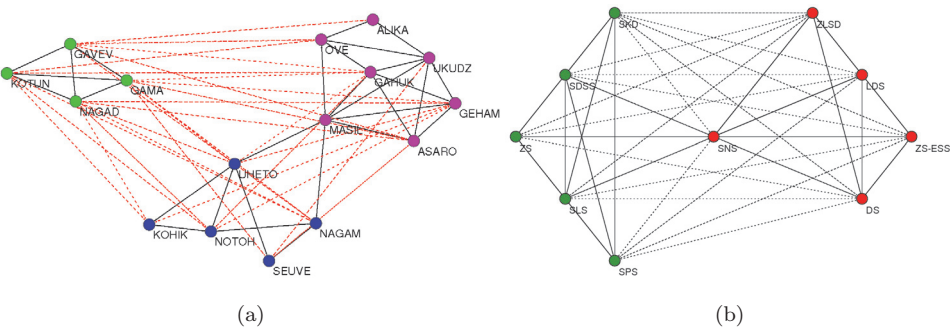 ALIKA
OVE
GAVEV
UKUDZ
KOTUN
GAMA
GAHUK
NAGAD
GEHAM
MASIL
ASARO
UHETO
KOHIK
NOTOH
NAGAM
SEUVE
(a)
SKD
ZLSD
SDSS
LDS
ZS
SNS
ZS-ESS
SLS
DS
SPS
(b)